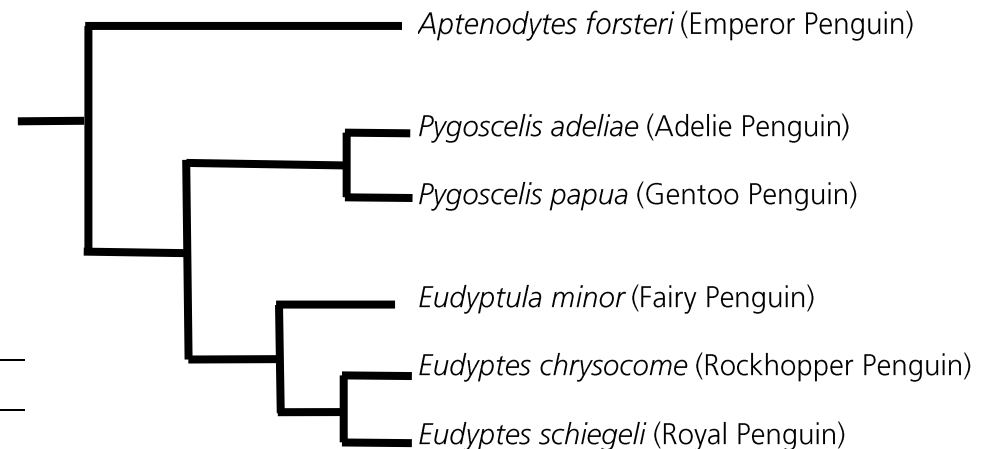 Aptenodytes forsteri (Emperor Penguin)
Pygoscelis adeliae (Adelie Penguin)
Pygoscelis papua (Gentoo Penguin)
Eudyptula minor (Fairy Penguin)
Eudyptes chrysocome (Rockhopper Penguin)
Eudyptes schiegeli (Royal Penguin)